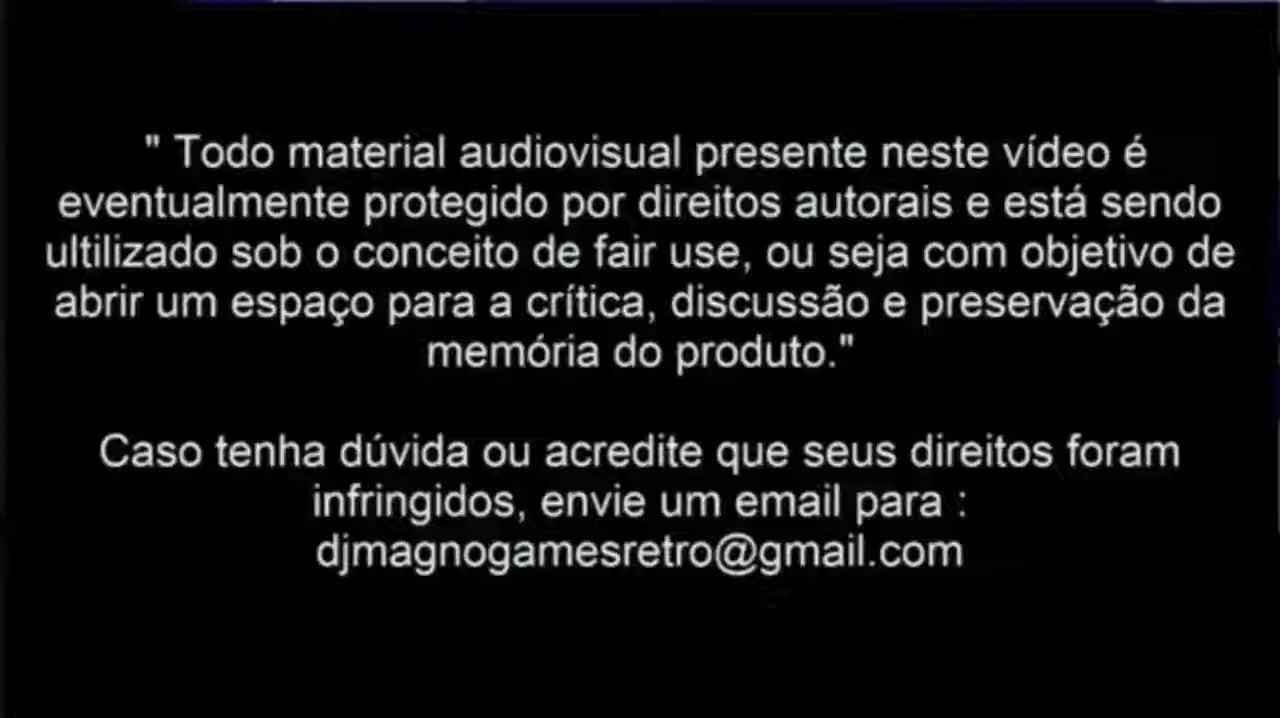 " Todo material audiovisual presente neste vídeo é
eventualmente protegido por direitos autorais e está sendo
ultilizado sob o conceito de fair use, ou seja com objetivo de
abrir um espaço para a crítica, discussão e preservação da
memória do produto."
Caso tenha dúvida ou acredite que seus direitos foram
infringidos, envie um email para :
djmagnogamesretro@gmail.com